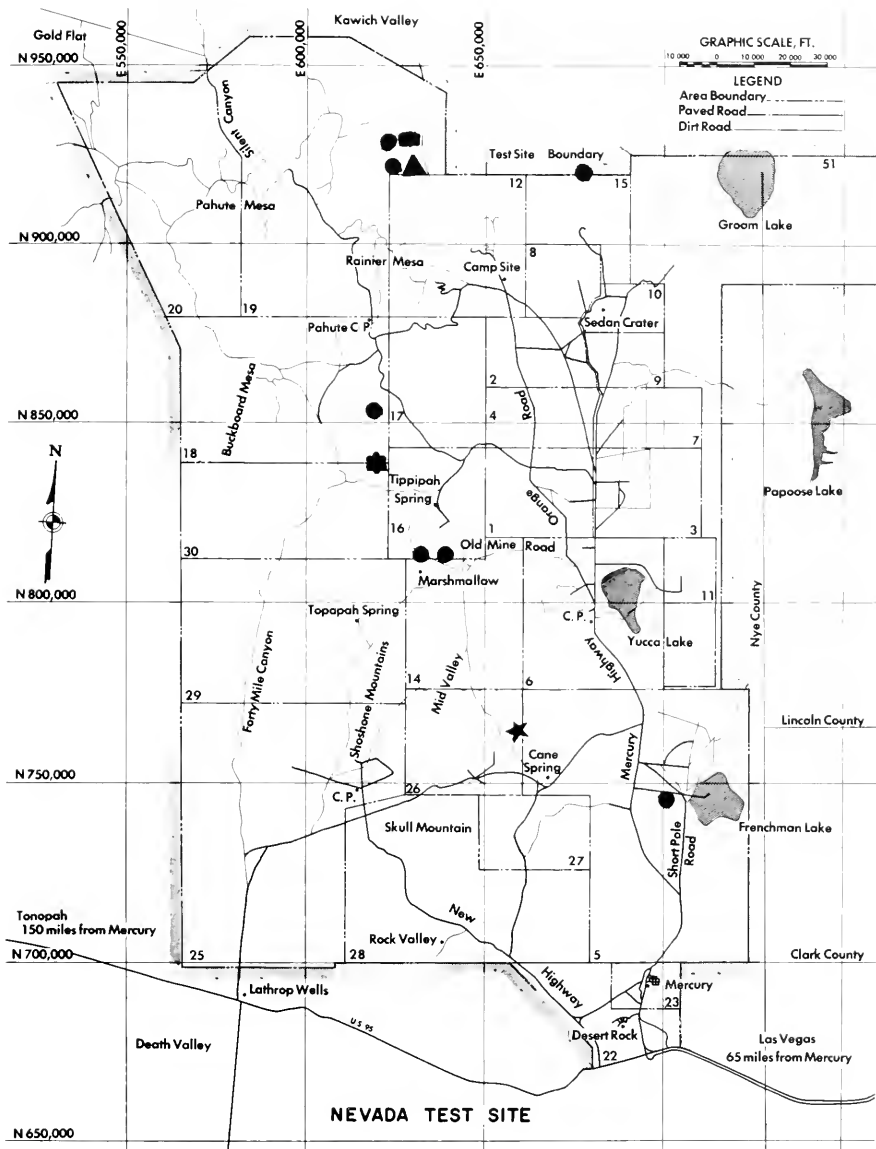 Kawich Valley
Gold Flat
N 950,000
E 550,000
E 600,000
E 650,000
GRAPHIC SCALE, FT.
10 000 0 10 000 20 000 30 000
LEGEND
Area Boundary
Paved Road
Dirt Road
Silent Canyon
Test Site Boundary
51
12
15
Pahute Mesa
Groom Lake
N 900,000
Rainier Mesa
8
Camp Site
10
20
19
Pahute C P.
Sedan Crater
Buckboard Mesa
2
Road
9
N 850,000
17
4
7
N
18
Tippipah Spring
Papoose Lake
Orange
16
1
Old Mine Road
3
30
Marshmallow
11
N 800,000
Topapah Spring
C. P.
Yucca Lake
Nye County
Forty Mile Canyon
Shoshone Mountains
Mid Valley
Highway
14
6
29
Lincoln County
Cane Spring
Mercury
N 750,000
C. P.
26
Skull Mountain
Short Pole Road
Frenchman Lake
27
New
Tonopah
150 miles from Mercury
Rock Valley
N 700,000
25
28
5
Clark County
Highway
Lathrop Wells
Mercury
23
US 95
Desert Rock
Death Valley
22
Las Vegas
65 miles from Mercury
NEVADA TEST SITE
N 650,000